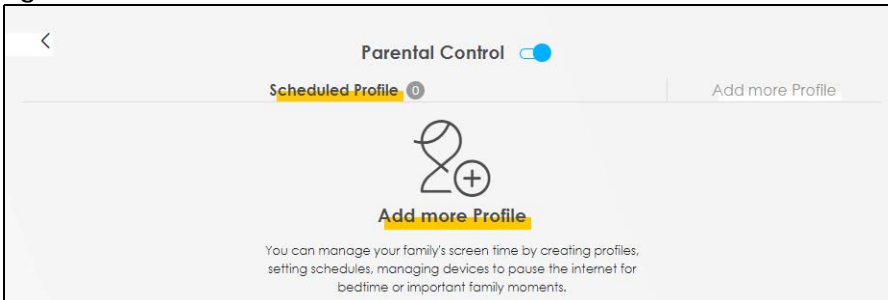 Parental Control
Scheduled Profile 0
Add more Profile
Add more Profile
You can manage your family's screen time by creating profiles,
setting schedules, managing devices to pause the internet for
bedtime or important family moments.